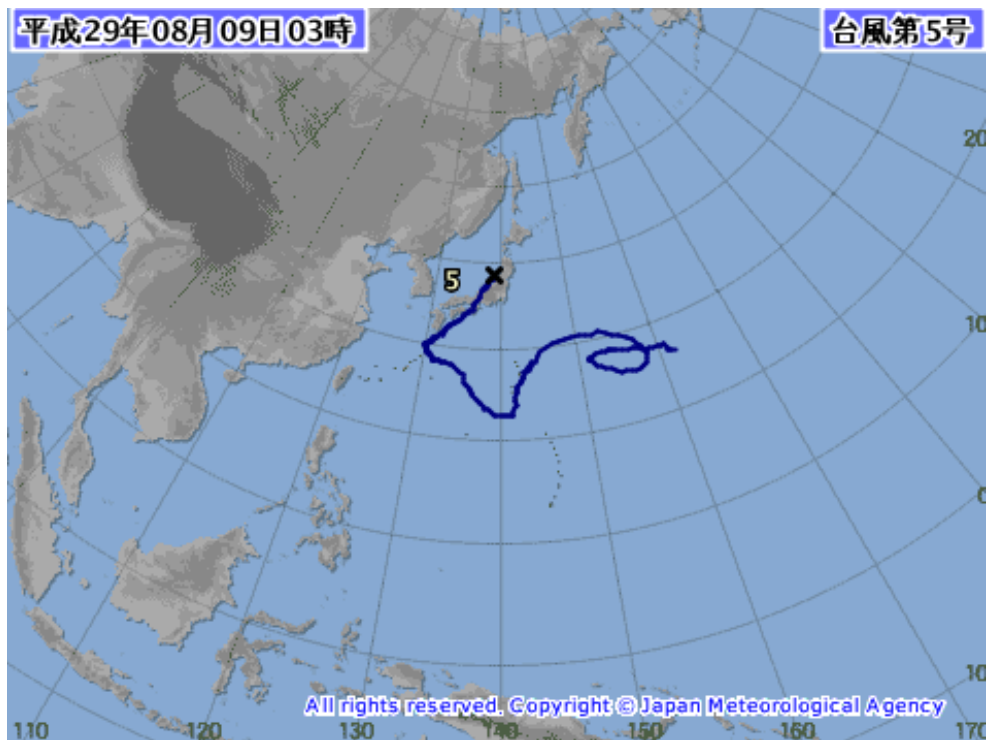 平成29年08月09日03時
台風第5号
20
5
10
0
10
All rights reserved. Copyright © Japan Meteorological Agency
110 120 130 140 150 160 170